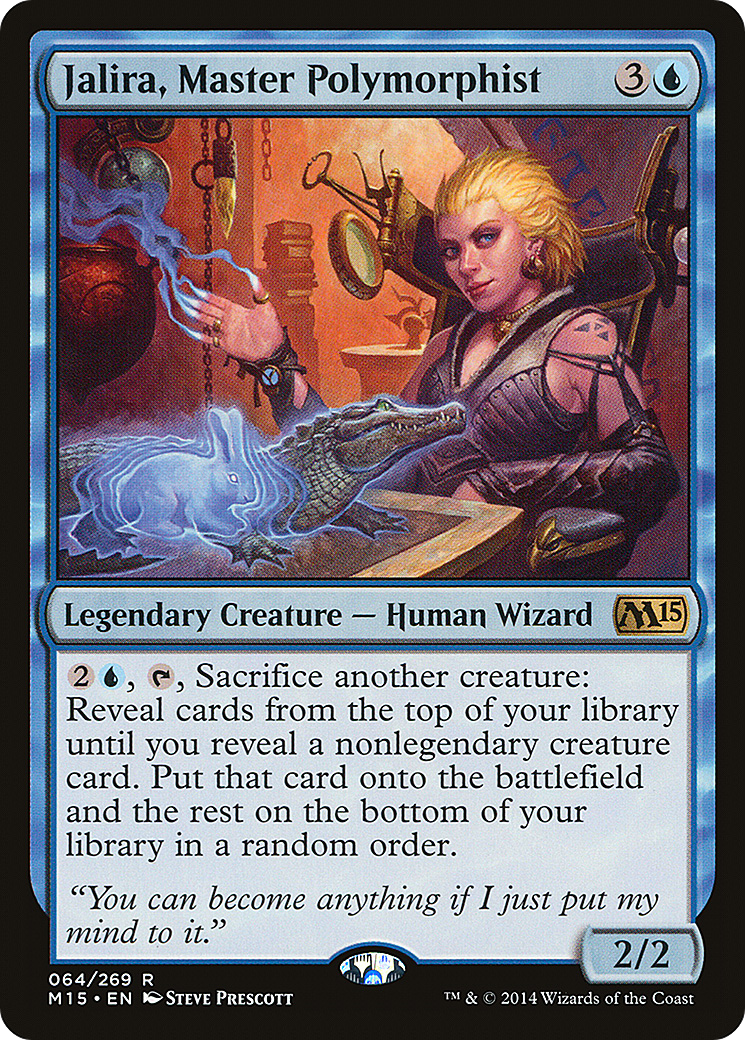 Jalira, Master Polymorphist 3
Legendary Creature — Human Wizard M15
2, , Sacrifice another creature:
Reveal cards from the top of your library
until you reveal a nonlegendary creature
card. Put that card onto the battlefield
and the rest on the bottom of your
library in a random order.
“You can become anything if I just put my
mind to it.”
2/2
064/269 R
M15 • EN Steve Prescott
™ & © 2014 Wizards of the Coast